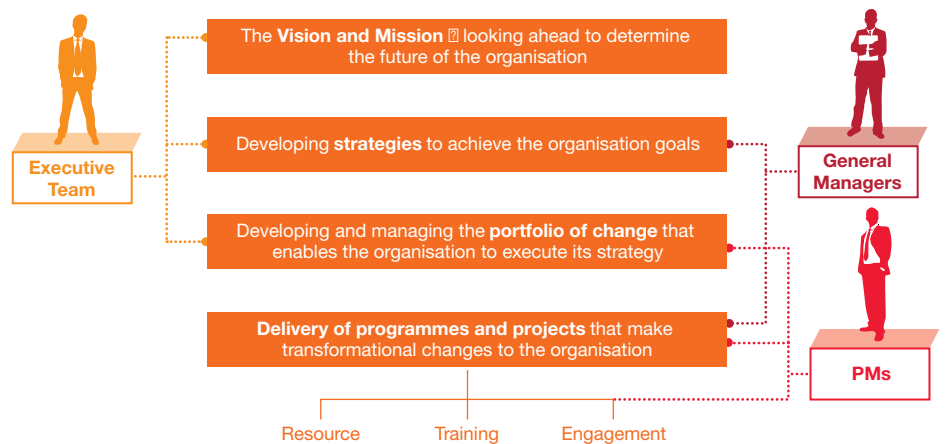 The Vision and Mission ⍰ looking ahead to determine
the future of the organisation
Developing strategies to achieve the organisation goals
Executive
Team
General
Managers
Developing and managing the portfolio of change that
enables the organisation to execute its strategy
Delivery of programmes and projects that make
transformational changes to the organisation
PMs
Resource
Training
Engagement